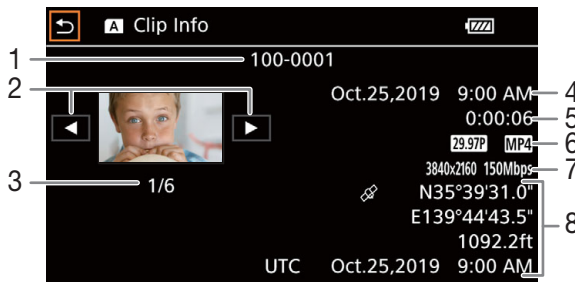 A Clip Info
1 100-0001
2
Oct.25,2019 9:00 AM 4
0:00:06 5
29.97P MP4 6
3840x2160 150Mbps 7
3 1/6
N35°39'31.0"
E139°44'43.5" 8
1092.2ft
UTC Oct.25,2019 9:00 AM